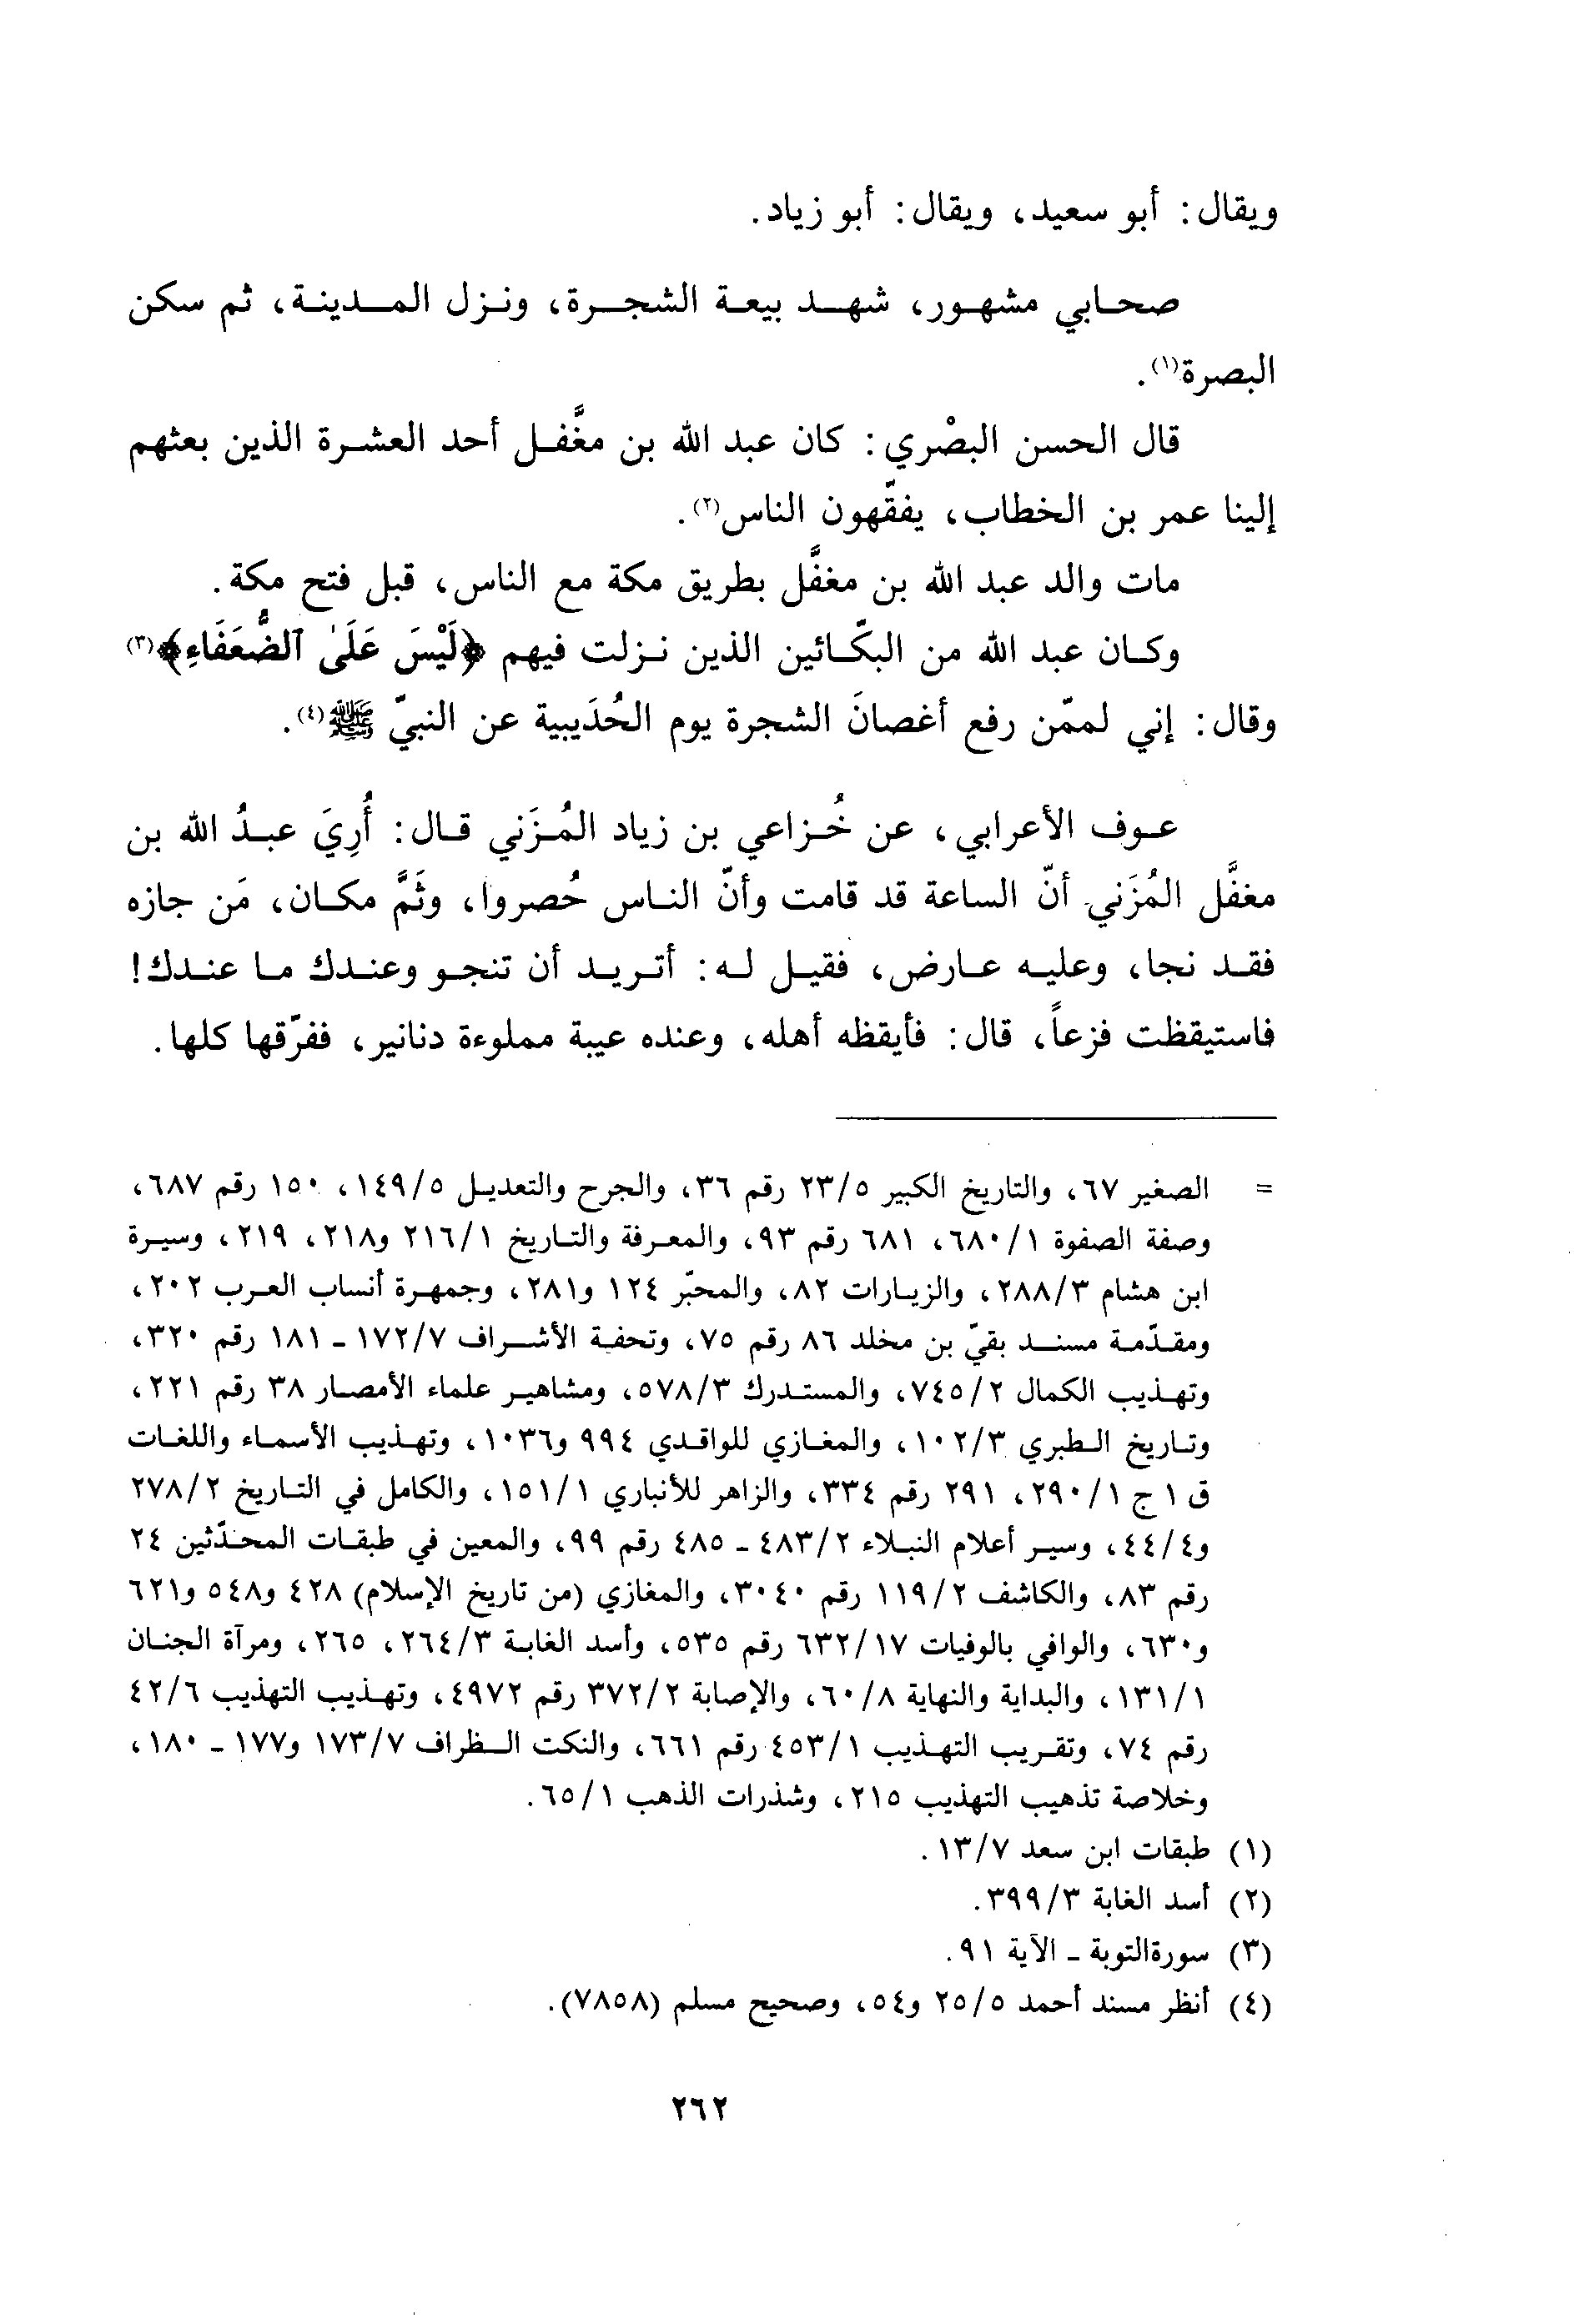 ويقال: أبو سعيد، ويقال: أبو زياد.
صحابي مشهور، شهد بيعة الشجرة، ونزل المدينة، ثم سكن
البصرة(١).
قال الحسن البصْري: كان عبد الله بن مغَّفل أحد العشرة الذين بعثهم
إلينا عمر بن الخطاب، يفقّهون الناس(٢).
مات والد عبد الله بن مغفَّل بطريق مكة مع الناس، قبل فتح مكة.
وكان عبد الله من البكّائين الذين نزلت فيهم ﴿لَيْسَ عَلَىٰ ٱلضُّعَفَاءِ﴾(٣)
وقال: إني لممّن رفع أغصانَ الشجرة يوم الحُدَيبية عن النبيّ ﷺ(٤).
عوف الأعرابي، عن خُزاعي بن زياد المُزَني قال: أُرِيَ عبدُ الله بن
مغفَّل المُزَني أنّ الساعة قد قامت وأنّ الناس حُصروا، وثَمَّ مكان، مَن جازه
فقد نجا، وعليه عارض، فقيل له: أتريد أن تنجو وعندك ما عندك!
فاستيقظت فزعاً، قال: فأيقظه أهله، وعنده عيبة مملوءة دنانير، ففرّقها كلها.
= الصغير ٦٧، والتاريخ الكبير ٢٣/٥ رقم ٣٦، والجرح والتعديل ١٤٩/٥، ١٥٠ رقم ٦٨٧،
وصفة الصفوة ٦٨٠/١، ٦٨١ رقم ٩٣، والمعرفة والتاريخ ٢١٦/١ و٢١٨، ٢١٩، وسيرة
ابن هشام ٢٨٨/٣، والزيارات ٨٢، والمحبّر ١٢٤ و٢٨١، وجمهرة أنساب العرب ٢٠٢،
ومقدّمة مسند بقيّ بن مخلد ٨٦ رقم ٧٥، وتحفة الأشراف ١٧٢/٧ - ١٨١ رقم ٣٢٠،
وتهذيب الكمال ٧٤٥/٢، والمستدرك ٥٧٨/٣، ومشاهير علماء الأمصار ٣٨ رقم ٢٢١،
وتاريخ الطبري ١٠٢/٣، والمغازي للواقدي ٩٩٤ و١٠٣٦، وتهذيب الأسماء واللغات
ق ١ ج ٢٩٠/١، ٢٩١ رقم ٣٣٤، والزاهر للأنباري ١٥١/١، والكامل في التاريخ ٢٧٨/٢
و٤٤/٤، وسير أعلام النبلاء ٤٨٣/٢ - ٤٨٥ رقم ٩٩، والمعين في طبقات المحدّثين ٢٤
رقم ٨٣، والكاشف ١١٩/٢ رقم ٣٠٤٠، والمغازي (من تاريخ الإسلام) ٤٢٨ و٥٤٨ و٦٢١
و٦٣٠، والوافي بالوفيات ٦٣٢/١٧ رقم ٥٣٥، وأسد الغابة ٢٦٤/٣، ٢٦٥، ومرآة الجنان
١٣١/١، والبداية والنهاية ٦٠/٨، والإصابة ٣٧٢/٢ رقم ٤٩٧٢، وتهذيب التهذيب ٤٢/٦
رقم ٧٤، وتقريب التهذيب ٤٥٣/١ رقم ٦٦١، والنكت الظراف ١٧٣/٧ و١٧٧ - ١٨٠،
وخلاصة تذهيب التهذيب ٢١٥، وشذرات الذهب ٦٥/١.
(١) طبقات ابن سعد ١٣/٧.
(٢) أسد الغابة ٣٩٩/٣.
(٣) سورةالتوبة - الآية ٩١.
(٤) أنظر مسند أحمد ٢٥/٥ و٥٤، وصحيح مسلم (٧٨٥٨).
٢٦٢